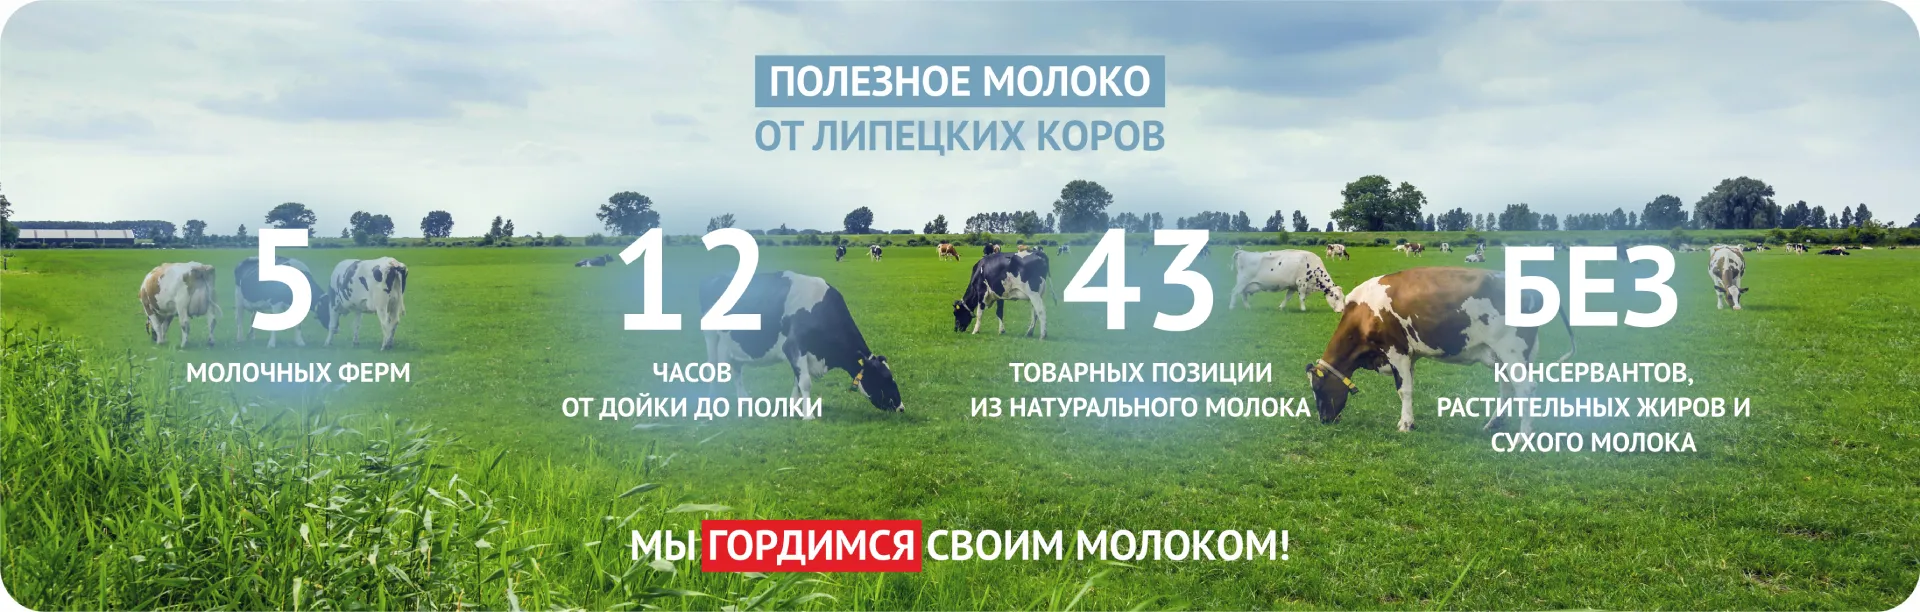 ПОЛЕЗНОЕ МОЛОКО
ОТ ЛИПЕЦКИХ КОРОВ
5
МОЛОЧНЫХ ФЕРМ
12
ЧАСОВ
ОТ ДОЙКИ ДО ПОЛКИ
43
ТОВАРНЫХ ПОЗИЦИИ
ИЗ НАТУРАЛЬНОГО МОЛОКА
БЕЗ
КОНСЕРВАНТОВ,
РАСТИТЕЛЬНЫХ ЖИРОВ И
СУХОГО МОЛОКА
МЫ ГОРДИМСЯ СВОИМ МОЛОКОМ!